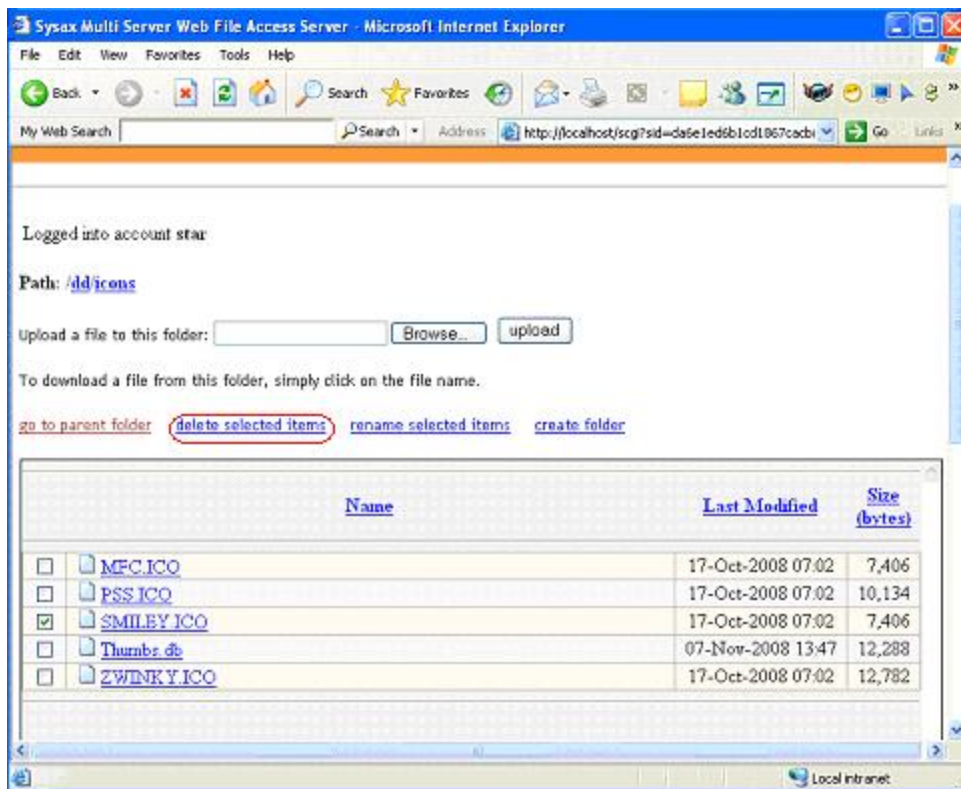 Sysax Multi Server Web File Access Server - Microsoft Internet Explorer
File Edit View Favorites Tools Help
Back Search Favorites
My Web Search Search Address http://localhost/scgi?sid=da6e1ed6b1cd1867cacb Go Links
Logged into account star
Path: /dd/icons
Upload a file to this folder: Browse... upload
To download a file from this folder, simply click on the file name.
go to parent folder delete selected items rename selected items create folder
Name Last Modified Size (bytes)
MFC.ICO 17-Oct-2008 07:02 7,406
PSS.ICO 17-Oct-2008 07:02 10,134
SMILEY.ICO 17-Oct-2008 07:02 7,406
Thumbs.db 07-Nov-2008 13:47 12,288
ZWINKY.ICO 17-Oct-2008 07:02 12,782
Local intranet